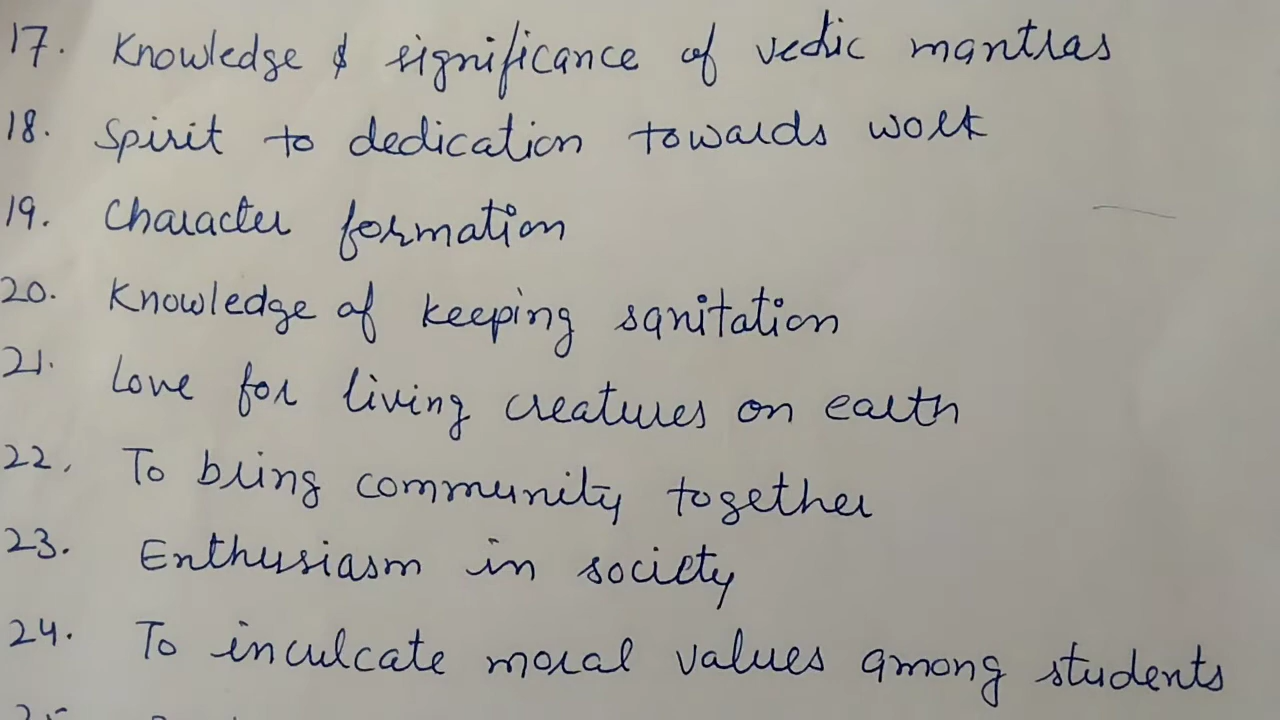 17. Knowledge & significance of vedic mantras
18. Spirit to dedication towards work
19. Character formation
20. Knowledge of keeping sanitation
21. Love for living creatures on earth
22. To bring community together
23. Enthusiasm in society
24. To inculcate moral values among students